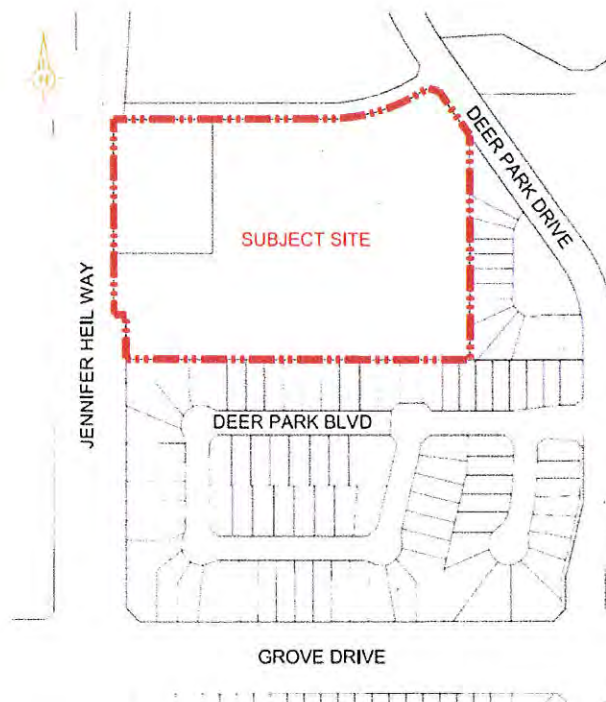 DEER PARK DRIVE
SUBJECT SITE
JENNIFER HEIL WAY
DEER PARK BLVD
GROVE DRIVE